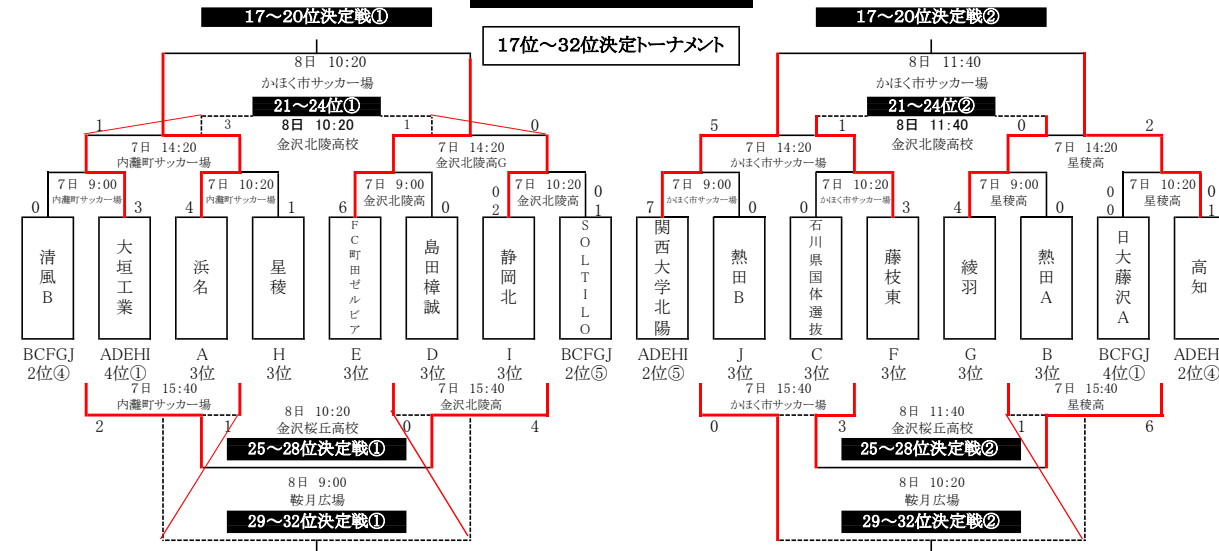 17～20位決定戦①
17～20位決定戦②
17位～32位決定トーナメント
8日 10:20
8日 11:40
かほく市サッカー場
かほく市サッカー場
21～24位①
21～24位②
1
3
8日 10:20
1
0
5
1
8日 11:40
0
2
金沢北陵高校
金沢北陵高校
7日 14:20
7日 14:20
7日 14:20
7日 14:20
内灘町サッカー場
金沢北陵高G
かほく市サッカー場
星稜高
7日 9:00
7日 10:20
7日 9:00
7日 10:20
7日 9:00
7日 10:20
7日 9:00
7日 10:20
内灘町サッカー場
内灘町サッカー場
金沢北陵高
金沢北陵高
かほく市サッカー場
かほく市サッカー場
星稜高
星稜高
0
0
0
0
0
3
4
1
6
0
2
1
7
0
0
3
4
0
0
1
清風B
大垣工業
浜名
星稜
FC町田ゼルビア
島田樟誠
静岡北
SOLTILO
関西大学北陽
熱田B
石川県国体選抜
藤枝東
綾羽
熱田A
日大藤沢A
高知
BCFGJ
ADEHI
A
H
E
D
I
BCFGJ
ADEHI
J
C
F
G
B
BCFGJ
ADEH
2位④
4位①
3位
3位
3位
3位
3位
2位⑤
2位⑤
3位
3位
3位
3位
3位
4位①
2位④
7日 15:40
7日 15:40
7日 15:40
7日 15:40
内灘町サッカー場
金沢北陵高
かほく市サッカー場
星稜高
8日 10:20
8日 11:40
2
1
金沢桜丘高校
0
4
0
3
金沢桜丘高校
1
6
25～28位決定戦①
25～28位決定戦②
8日 9:00
8日 10:20
鞍月広場
鞍月広場
29～32位決定戦①
29～32位決定戦②